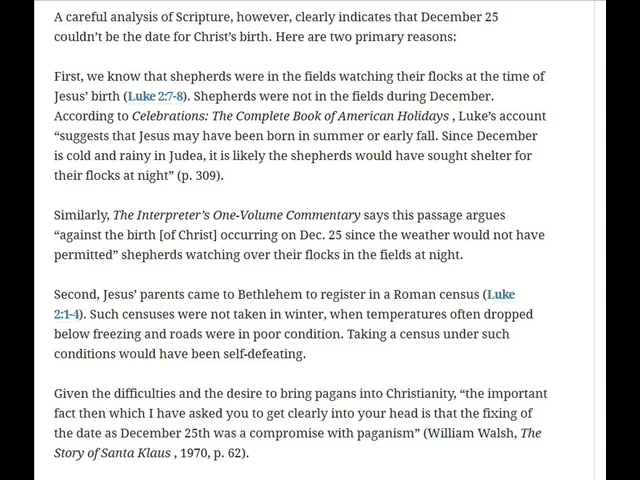 A careful analysis of Scripture, however, clearly indicates that December 25
couldn't be the date for Christ's birth. Here are two primary reasons:
First, we know that shepherds were in the fields watching their flocks at the time of
Jesus' birth (Luke 2:7-8). Shepherds were not in the fields during December.
According to Celebrations: The Complete Book of American Holidays , Luke's account
“suggests that Jesus may have been born in summer or early fall. Since December
is cold and rainy in Judea, it is likely the shepherds would have sought shelter for
their flocks at night” (p. 309).
Similarly, The Interpreter's One-Volume Commentary says this passage argues
“against the birth [of Christ] occurring on Dec. 25 since the weather would not have
permitted” shepherds watching over their flocks in the fields at night.
Second, Jesus' parents came to Bethlehem to register in a Roman census (Luke
2:1-4). Such censuses were not taken in winter, when temperatures often dropped
below freezing and roads were in poor condition. Taking a census under such
conditions would have been self-defeating.
Given the difficulties and the desire to bring pagans into Christianity, “the important
fact then which I have asked you to get clearly into your head is that the fixing of
the date as December 25th was a compromise with paganism” (William Walsh, The
Story of Santa Klaus , 1970, p. 62).